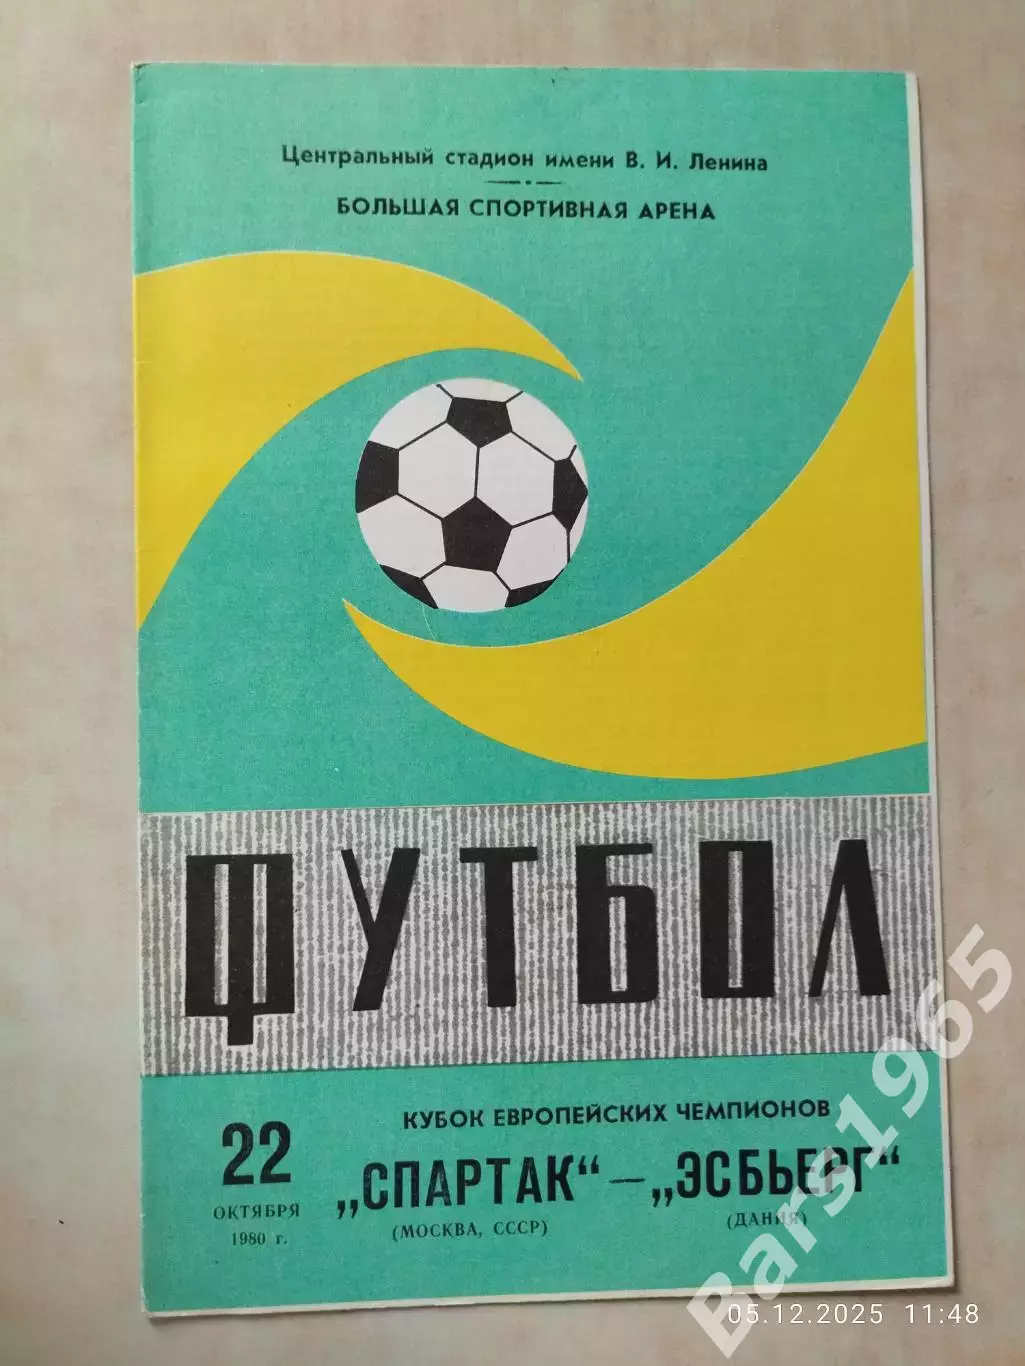 Центральный стадион имени В. И. Ленина
БОЛЬШАЯ СПОРТИВНАЯ АРЕНА
ФУТБОЛ
КУБОК ЕВРОПЕЙСКИХ ЧЕМПИОНОВ
22
ОКТЯБРЯ
1980 г.
„СПАРТАК“ — „ЭСБЬЕРГ“
(МОСКВА, СССР)
(ДАНИЯ)
Bars1965
05.12.2025 11:48